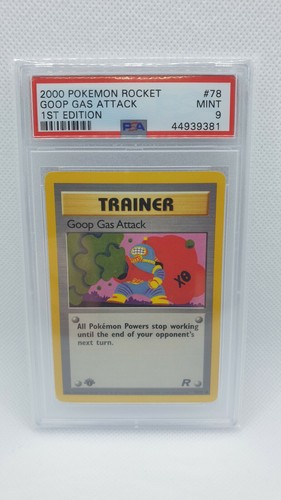 2000 POKEMON ROCKET #78
GOOP GAS ATTACK MINT
1ST EDITION 9
PSA 44939381
TRAINER
Goop Gas Attack
All Pokémon Powers stop working
until the end of your opponent's
next turn.
R